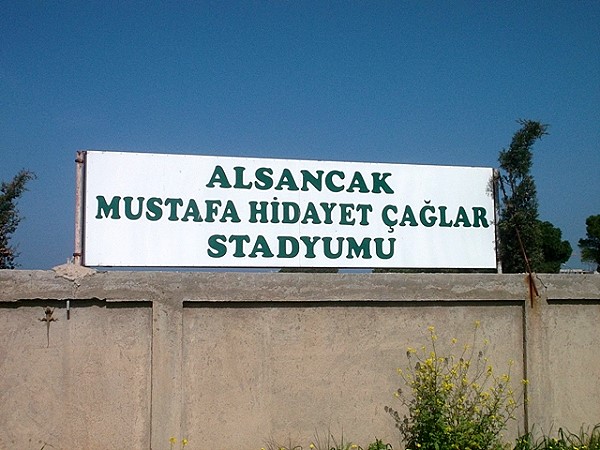 ALSANCAK
MUSTAFA HİDAYET ÇAĞLAR
STADYUMU